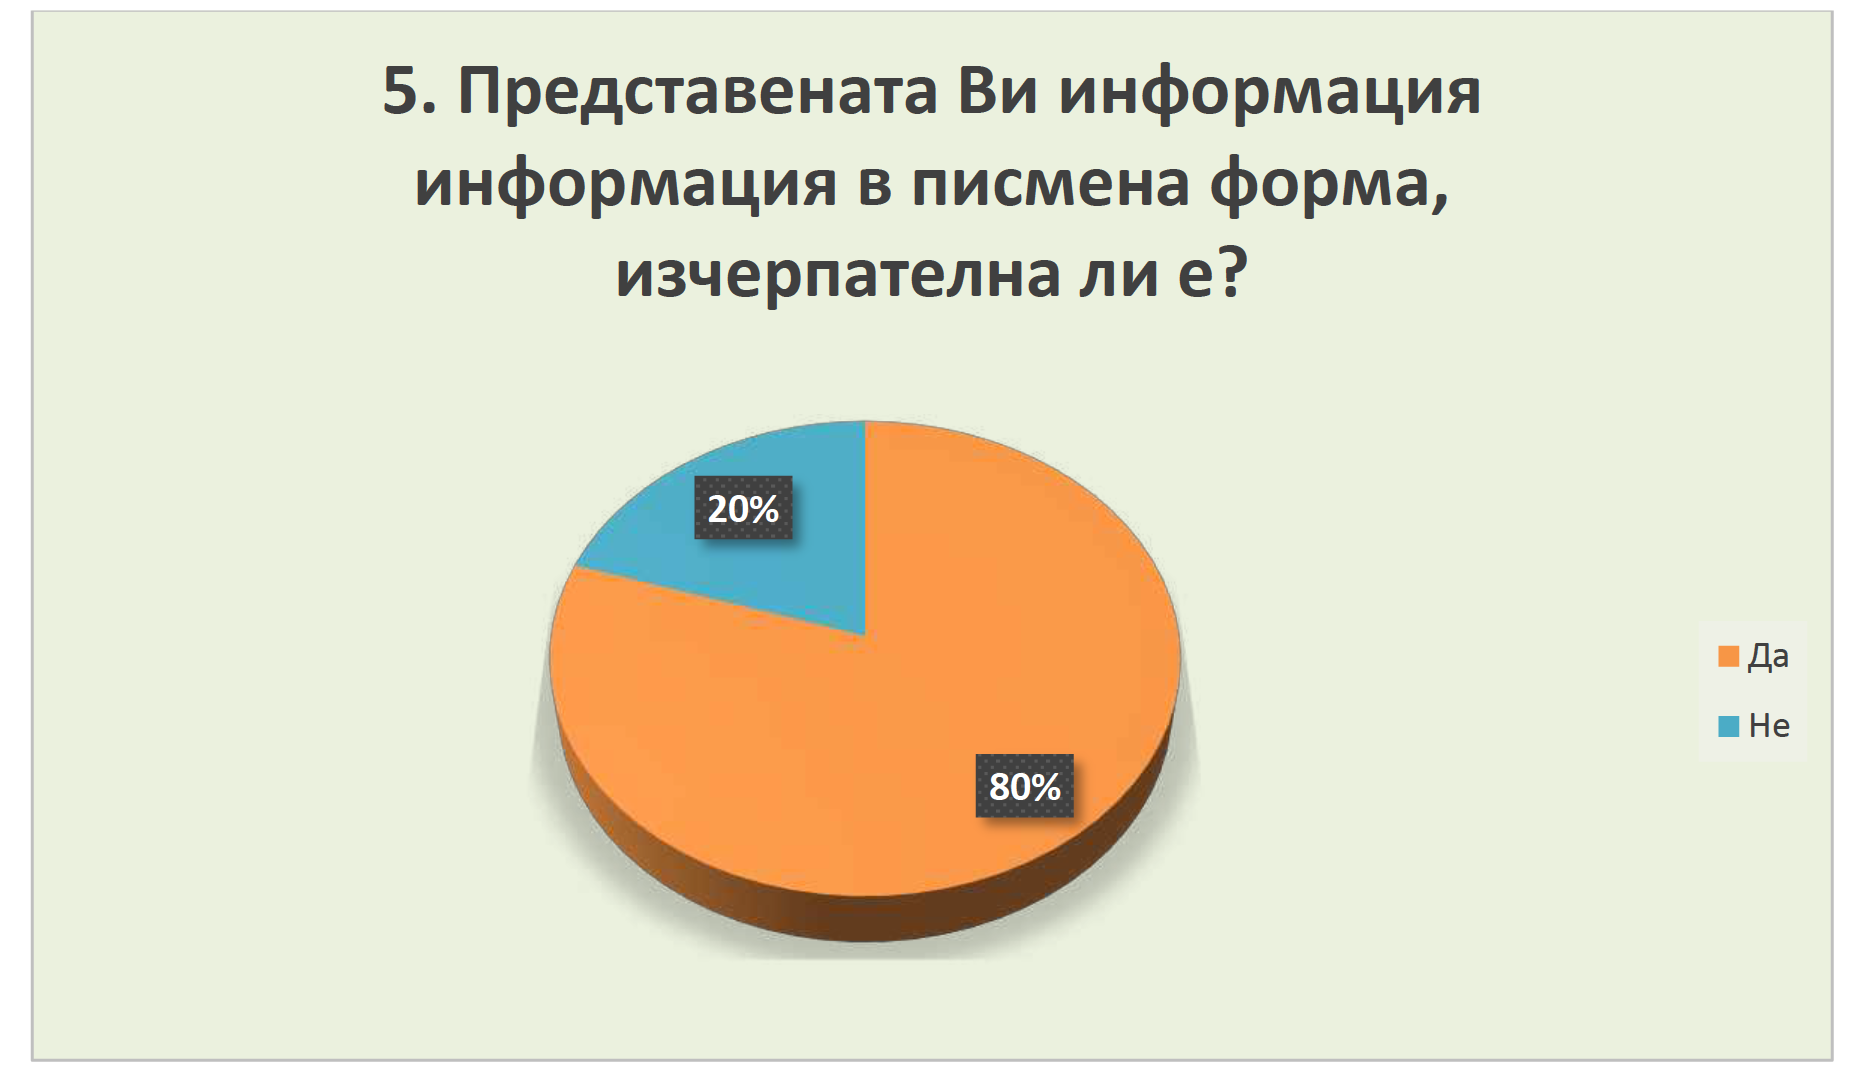 5. Представената Ви информация
информация в писмена форма,
изчерпателна ли е?
20%
80%
Да
Не